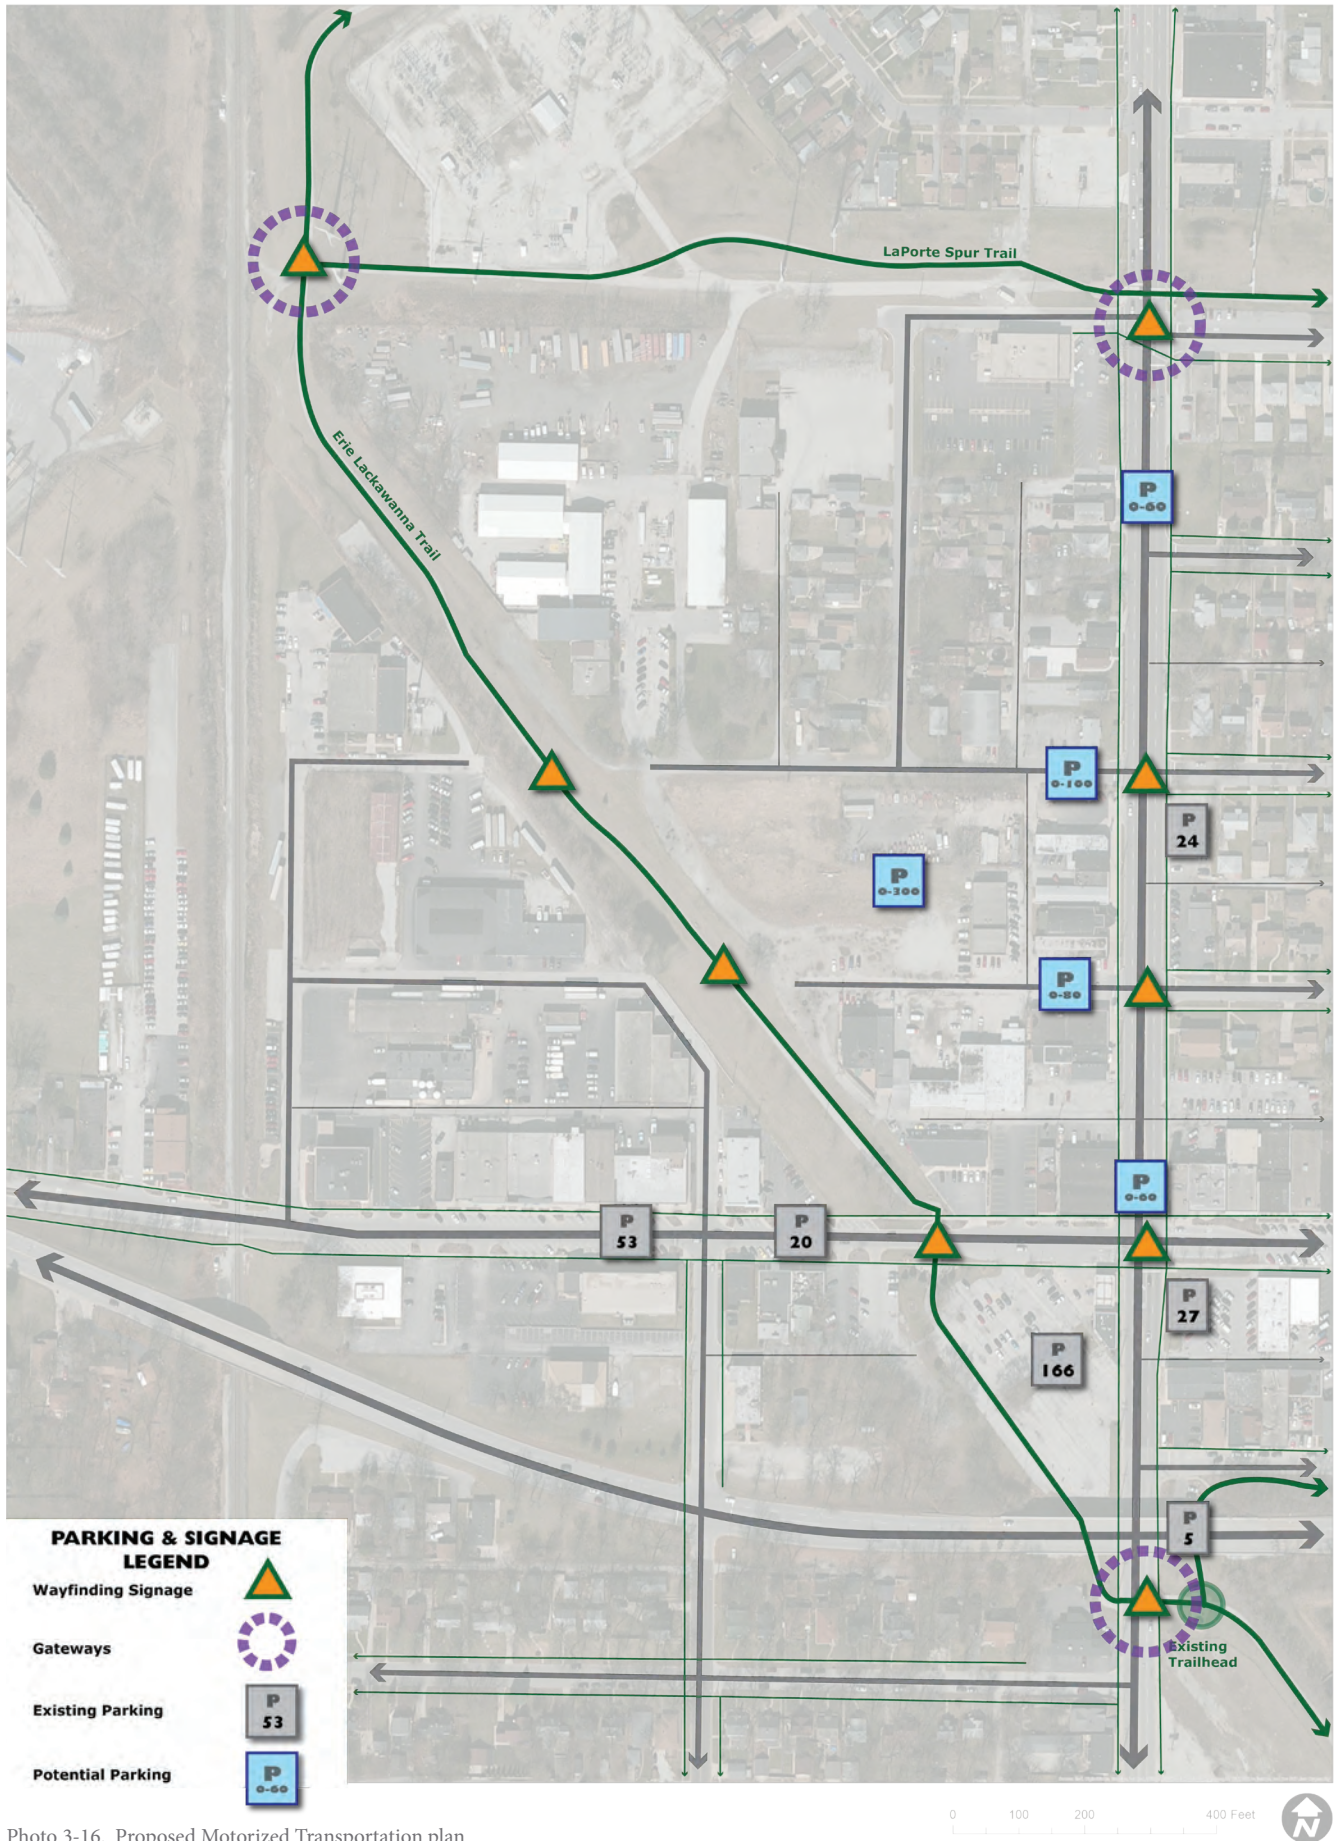 LaPorte Spur Trail
Erie Lackawanna Trail
P
0-60
P
0-100
P
24
P
0-300
P
0-80
P
0-60
P
53
P
20
P
27
P
166
P
5
Existing
Trailhead
PARKING & SIGNAGE
LEGEND
Wayfinding Signage
Gateways
Existing Parking
P
53
Potential Parking
P
0-60
0 100 200 400 Feet
N
Photo 3-16 Proposed Motorized Transportation plan